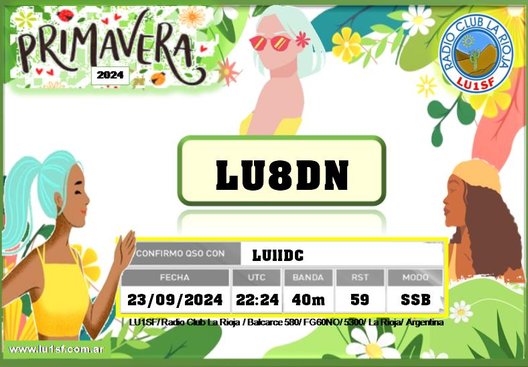 PRIMAVERA
2024
RADIO CLUB LA RIOJA
LU1SF
LU8DN
CONFIRMO QSO CON LU1IDC
FECHA UTC BANDA RST MODO
23/09/2024 22:24 40m 59 SSB
LU1SF/ Radio Club La Rioja / Balcarce 580/ FG60NO/ 5300/ La Rioja/ Argentina
www.lu1sf.com.ar